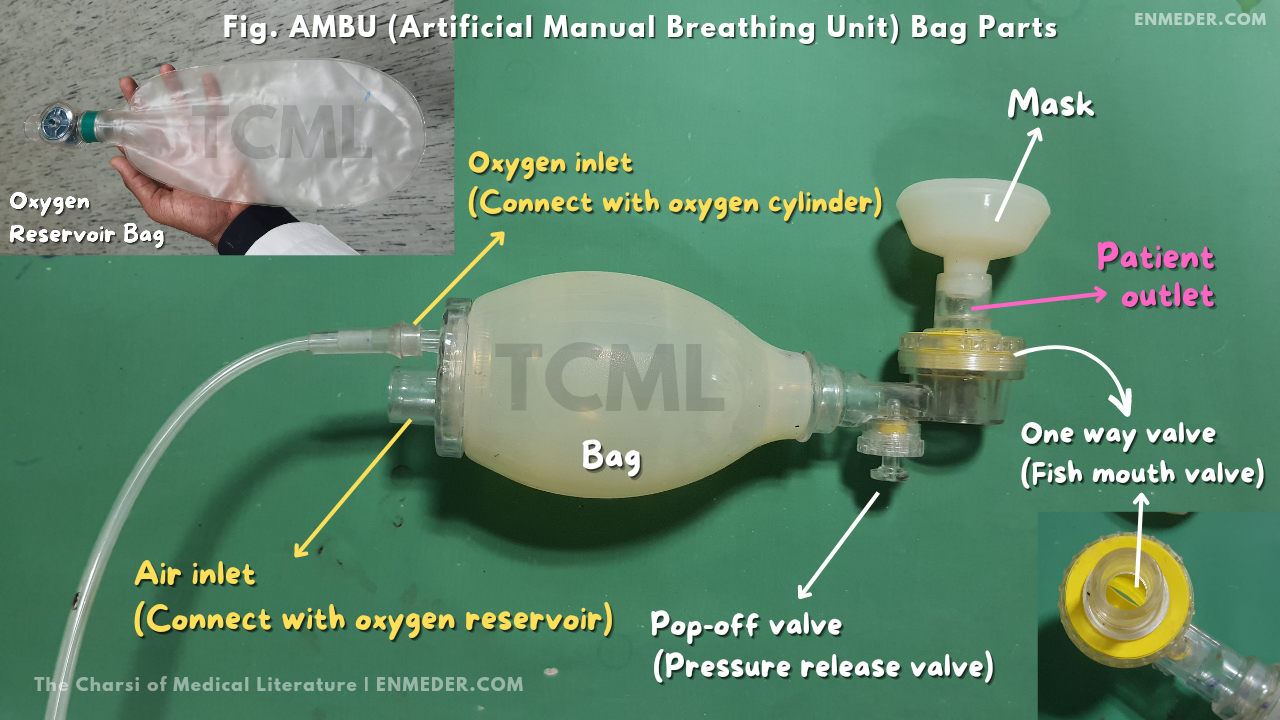 Fig. AMBU (Artificial Manual Breathing Unit) Bag Parts
ENMEDER.COM
TCML
Oxygen
Reservoir Bag
Oxygen inlet
(Connect with oxygen cylinder)
Mask
Patient
outlet
TCML
Bag
One way valve
(Fish mouth valve)
Air inlet
(Connect with oxygen reservoir)
Pop-off valve
(Pressure release valve)
The Charsi of Medical Literature | ENMEDER.COM